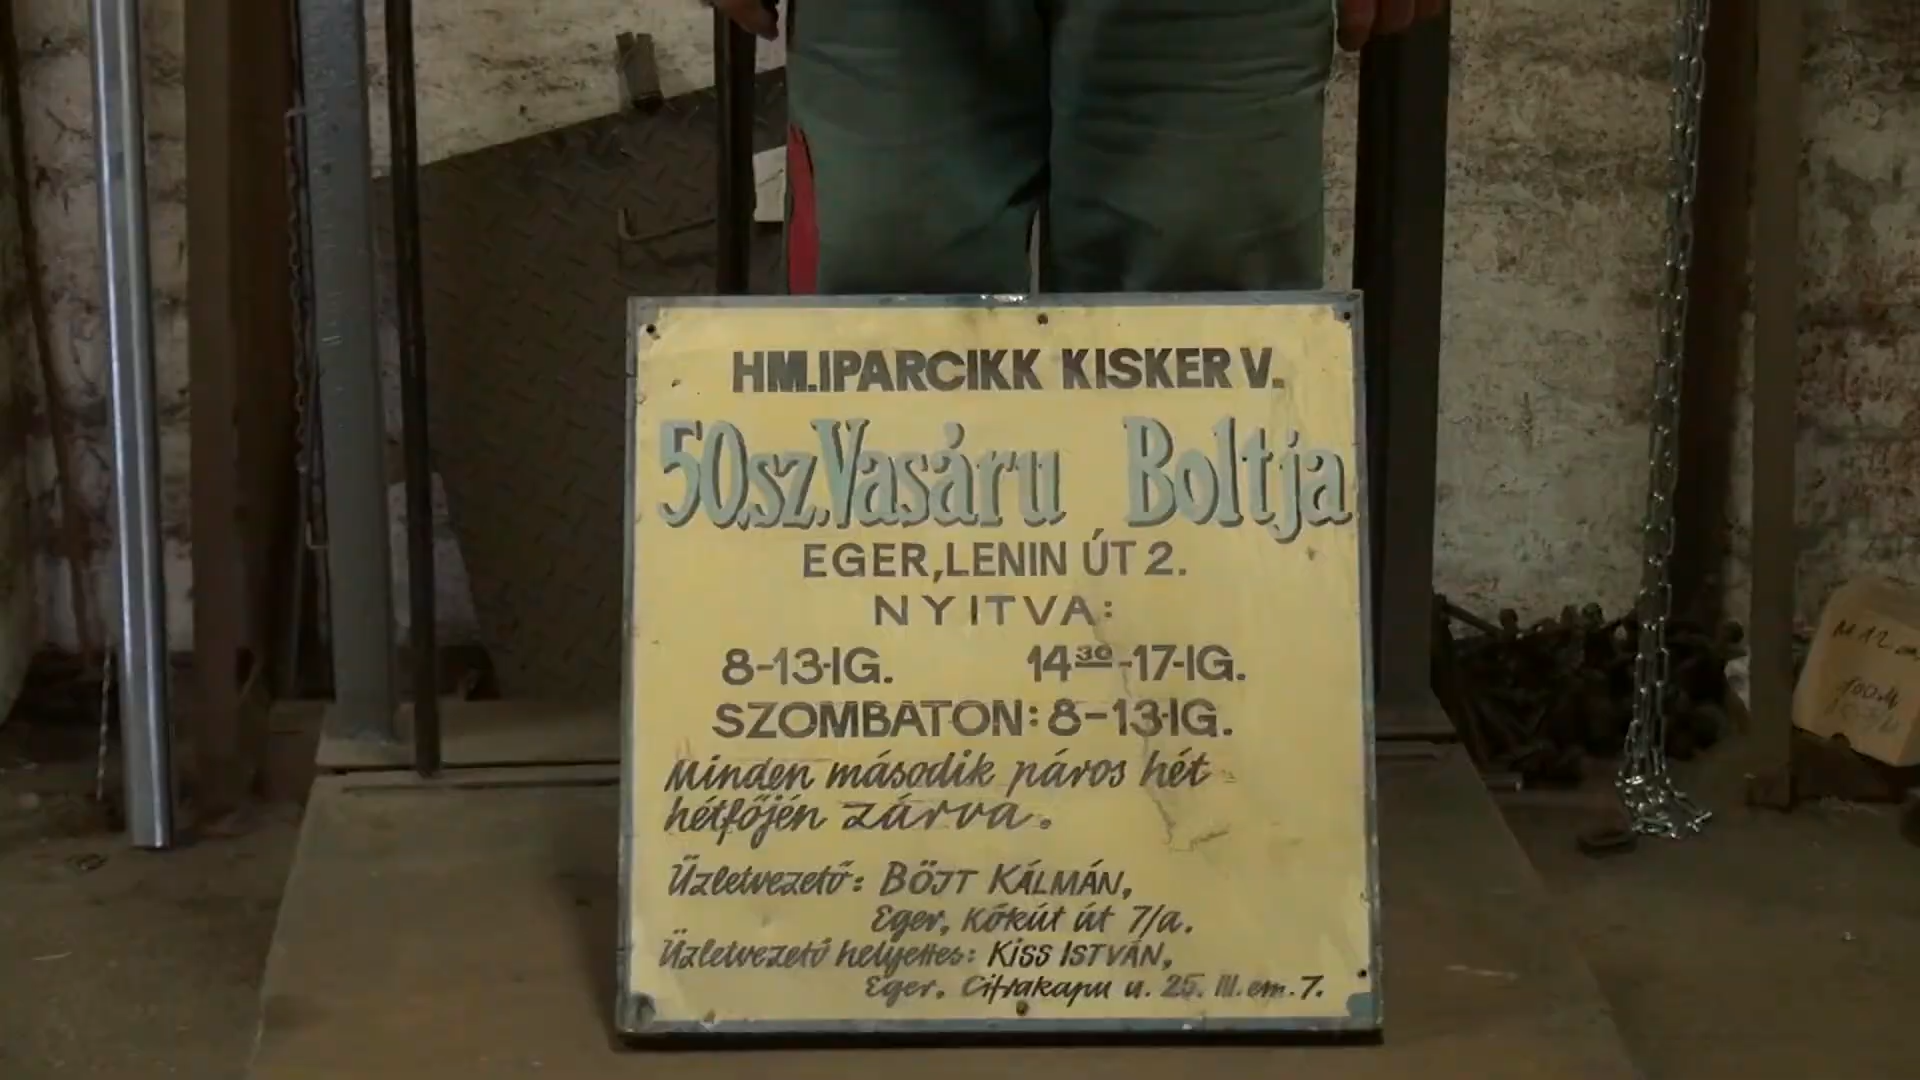 HM.IPARCIKK KISKER V.
50.sz.Vasáru Boltja
EGER,LENIN ÚT 2.
NYITVA:
8-13-IG. 14³⁰-17-IG.
SZOMBATON: 8-13-IG.
Minden második páros hét
hétfőjén zárva.
Üzletvezető: BÖJT KÁLMÁN,
Eger, Kőkút út 7/a.
Üzletvezető helyettes: KISS ISTVÁN,
Eger, Cifrakapu u. 25. III. em. 7.
M12